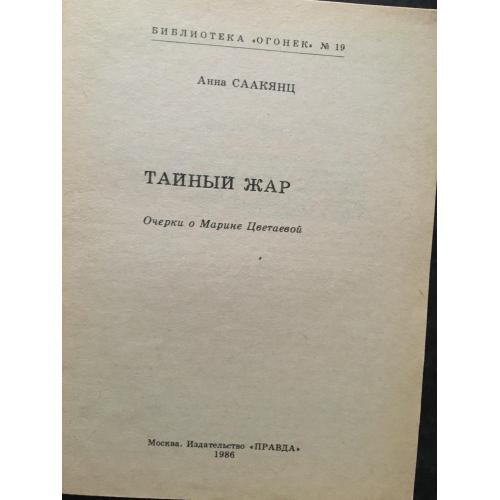 БИБЛИОТЕКА «ОГОНЕК» № 19
Анна СААКЯНЦ
ТАЙНЫЙ ЖАР
Очерки о Марине Цветаевой
Москва. Издательство «ПРАВДА»
1986